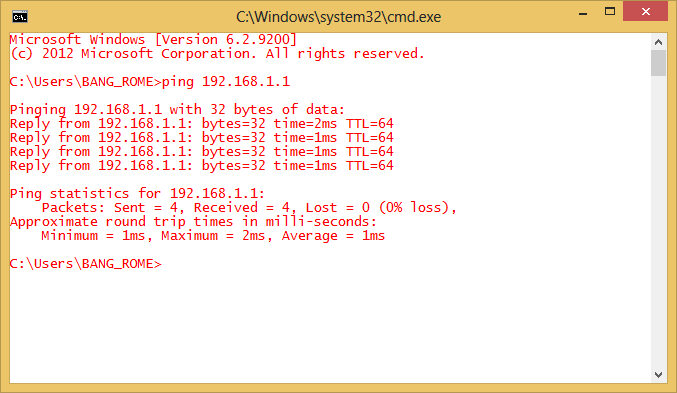 C:\Windows\system32\cmd.exe
Microsoft Windows [Version 6.2.9200]
(c) 2012 Microsoft Corporation. All rights reserved.
C:\Users\BANG_ROME>ping 192.168.1.1
Pinging 192.168.1.1 with 32 bytes of data:
Reply from 192.168.1.1: bytes=32 time=2ms TTL=64
Reply from 192.168.1.1: bytes=32 time=1ms TTL=64
Reply from 192.168.1.1: bytes=32 time=1ms TTL=64
Reply from 192.168.1.1: bytes=32 time=1ms TTL=64
Ping statistics for 192.168.1.1:
    Packets: Sent = 4, Received = 4, Lost = 0 (0% loss),
Approximate round trip times in milli-seconds:
    Minimum = 1ms, Maximum = 2ms, Average = 1ms
C:\Users\BANG_ROME>